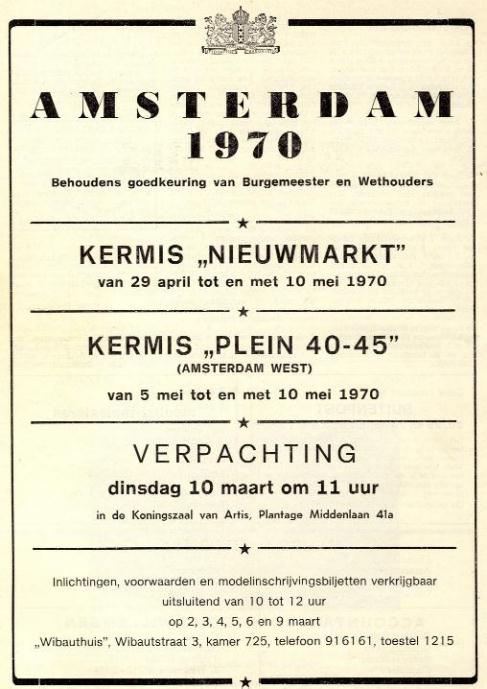 AMSTERDAM
1970
Behoudens goedkeuring van Burgemeester en Wethouders
KERMIS „NIEUWMARKT”
van 29 april tot en met 10 mei 1970
KERMIS „PLEIN 40-45”
(AMSTERDAM WEST)
van 5 mei tot en met 10 mei 1970
VERPACHTING
dinsdag 10 maart om 11 uur
in de Koningszaal van Artis, Plantage Middenlaan 41a
Inlichtingen, voorwaarden en modelinschrijvingsbiljetten verkrijgbaar
uitsluitend van 10 tot 12 uur
op 2, 3, 4, 5, 6 en 9 maart
„Wibauthuis”, Wibautstraat 3, kamer 725, telefoon 916161, toestel 1215